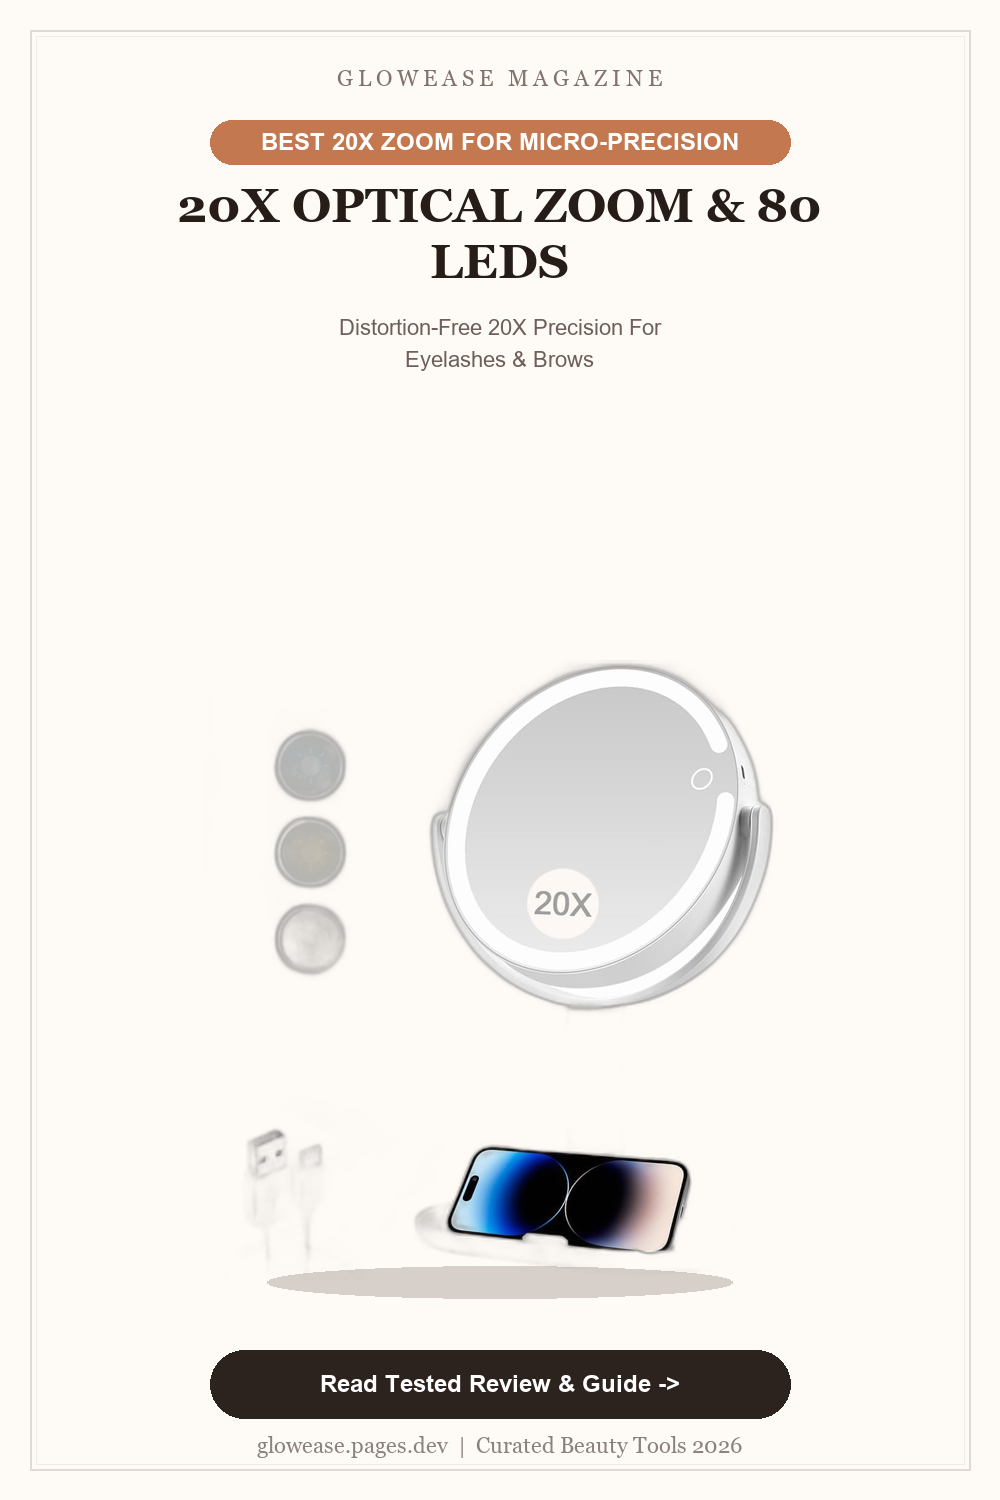 GLOWEASE MAGAZINE
BEST 20X ZOOM FOR MICRO-PRECISION
20X OPTICAL ZOOM & 80
LEDS
Distortion-Free 20X Precision For
Eyelashes & Brows
20X
Read Tested Review & Guide ->
glowease.pages.dev | Curated Beauty Tools 2026